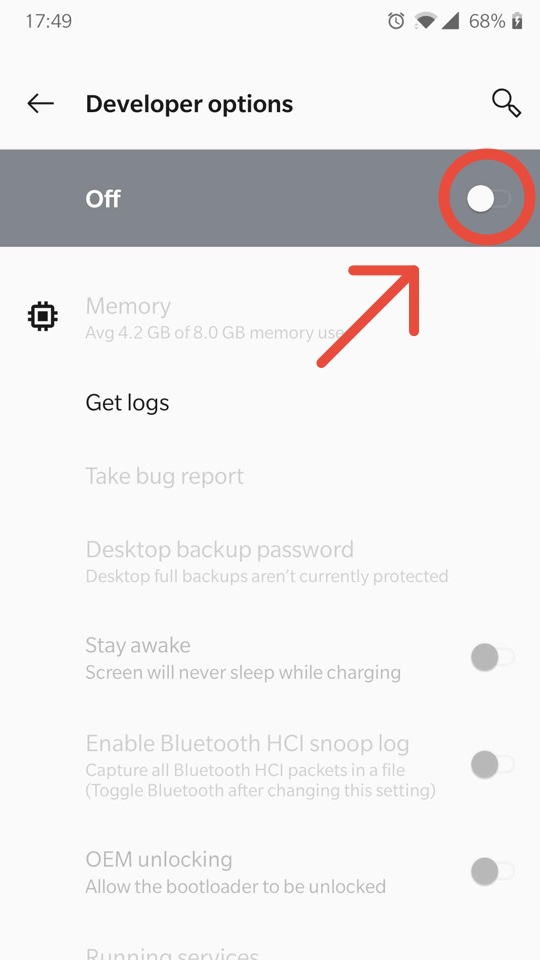 17:49
68%
Developer options
Off
Memory
Avg 4.2 GB of 8.0 GB memory used
Get logs
Take bug report
Desktop backup password
Desktop full backups aren’t currently protected
Stay awake
Screen will never sleep while charging
Enable Bluetooth HCI snoop log
Capture all Bluetooth HCI packets in a file
(Toggle Bluetooth after changing this setting)
OEM unlocking
Allow the bootloader to be unlocked
Running services